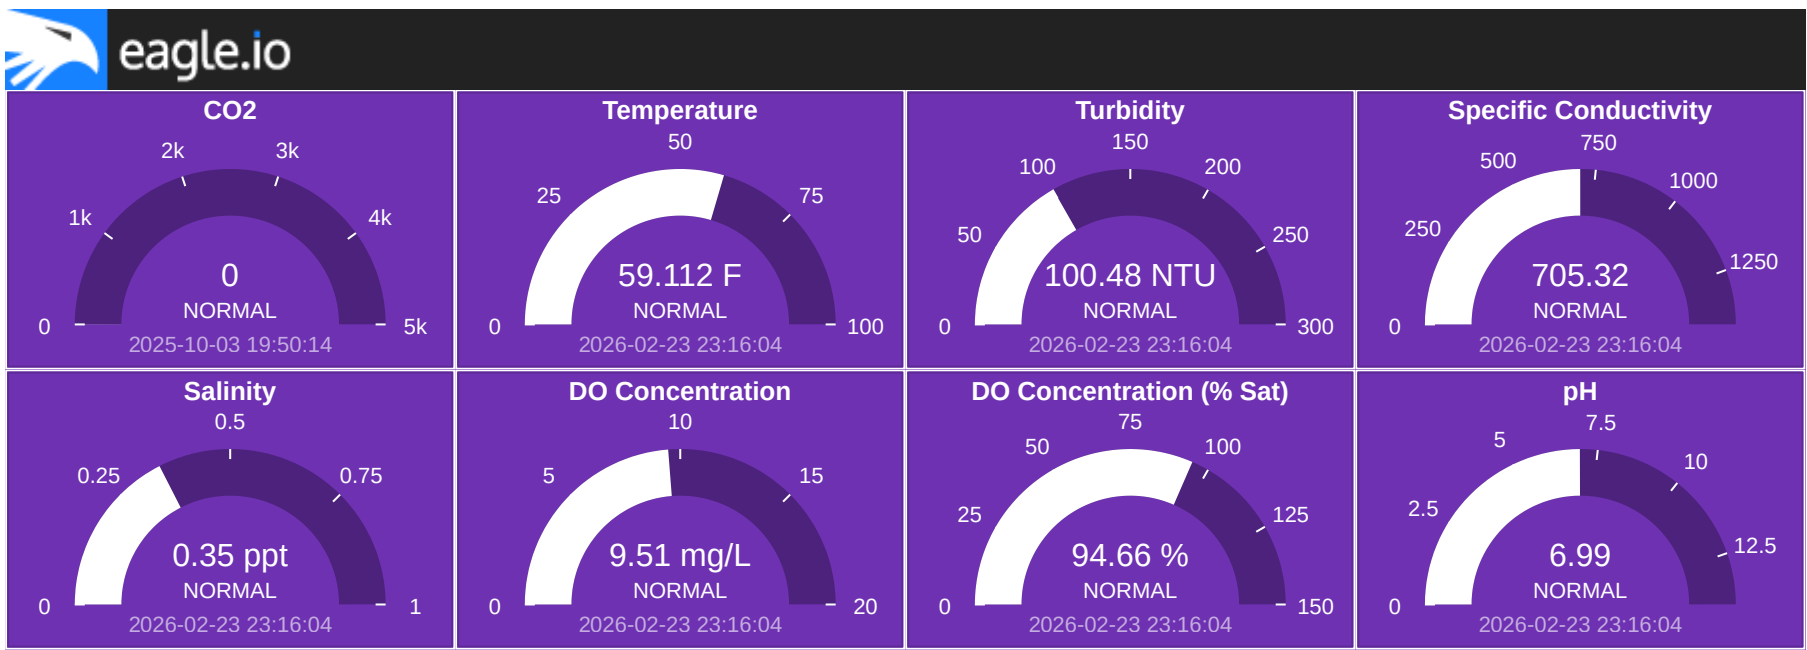 eagle.io
CO2
0
1k
2k
3k
4k
5k
0
NORMAL
2025-10-03 19:50:14
Temperature
0
25
50
75
100
59.112 F
NORMAL
2026-02-23 23:16:04
Turbidity
0
50
100
150
200
250
300
100.48 NTU
NORMAL
2026-02-23 23:16:04
Specific Conductivity
0
250
500
750
1000
1250
705.32
NORMAL
2026-02-23 23:16:04
Salinity
0
0.25
0.5
0.75
1
0.35 ppt
NORMAL
2026-02-23 23:16:04
DO Concentration
0
5
10
15
20
9.51 mg/L
NORMAL
2026-02-23 23:16:04
DO Concentration (% Sat)
0
25
50
75
100
125
150
94.66 %
NORMAL
2026-02-23 23:16:04
pH
0
2.5
5
7.5
10
12.5
6.99
NORMAL
2026-02-23 23:16:04